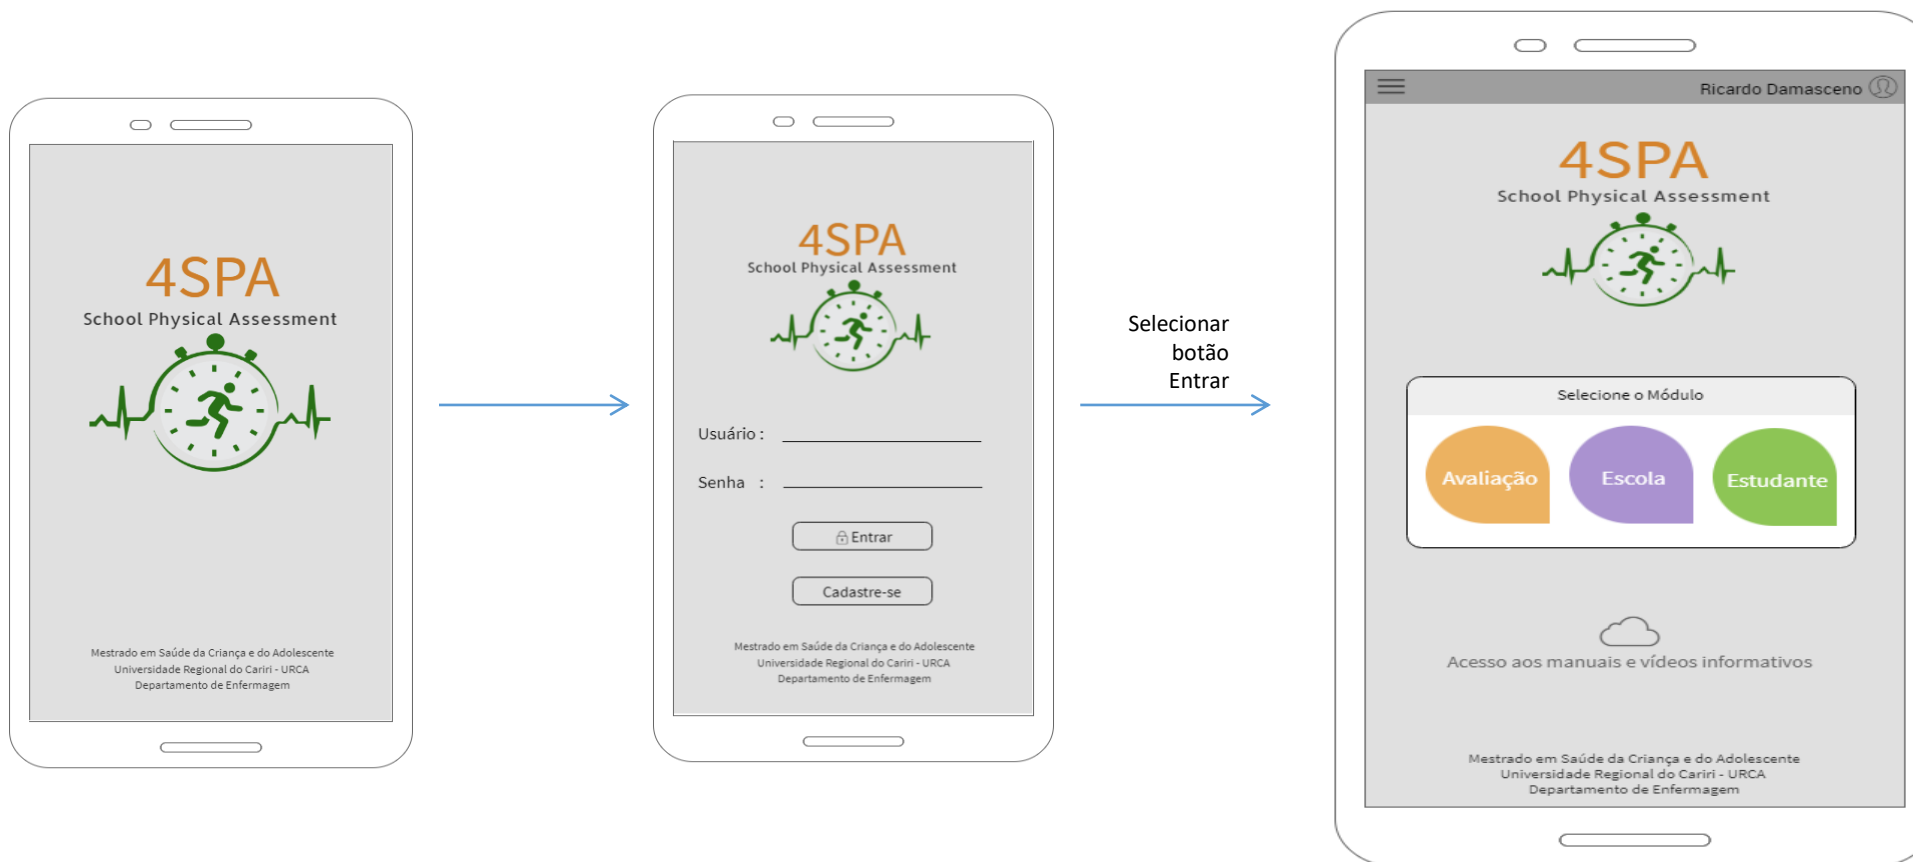 4SPA
School Physical Assessment
Mestrado em Saúde da Criança e do Adolescente
Universidade Regional do Cariri - URCA
Departamento de Enfermagem
4SPA
School Physical Assessment
Usuário :
Senha :
Entrar
Cadastre-se
Mestrado em Saúde da Criança e do Adolescente
Universidade Regional do Cariri - URCA
Departamento de Enfermagem
Selecionar
botão
Entrar
Ricardo Damasceno
4SPA
School Physical Assessment
Selecione o Módulo
Avaliação
Escola
Estudante
Acesso aos manuais e vídeos informativos
Mestrado em Saúde da Criança e do Adolescente
Universidade Regional do Cariri - URCA
Departamento de Enfermagem